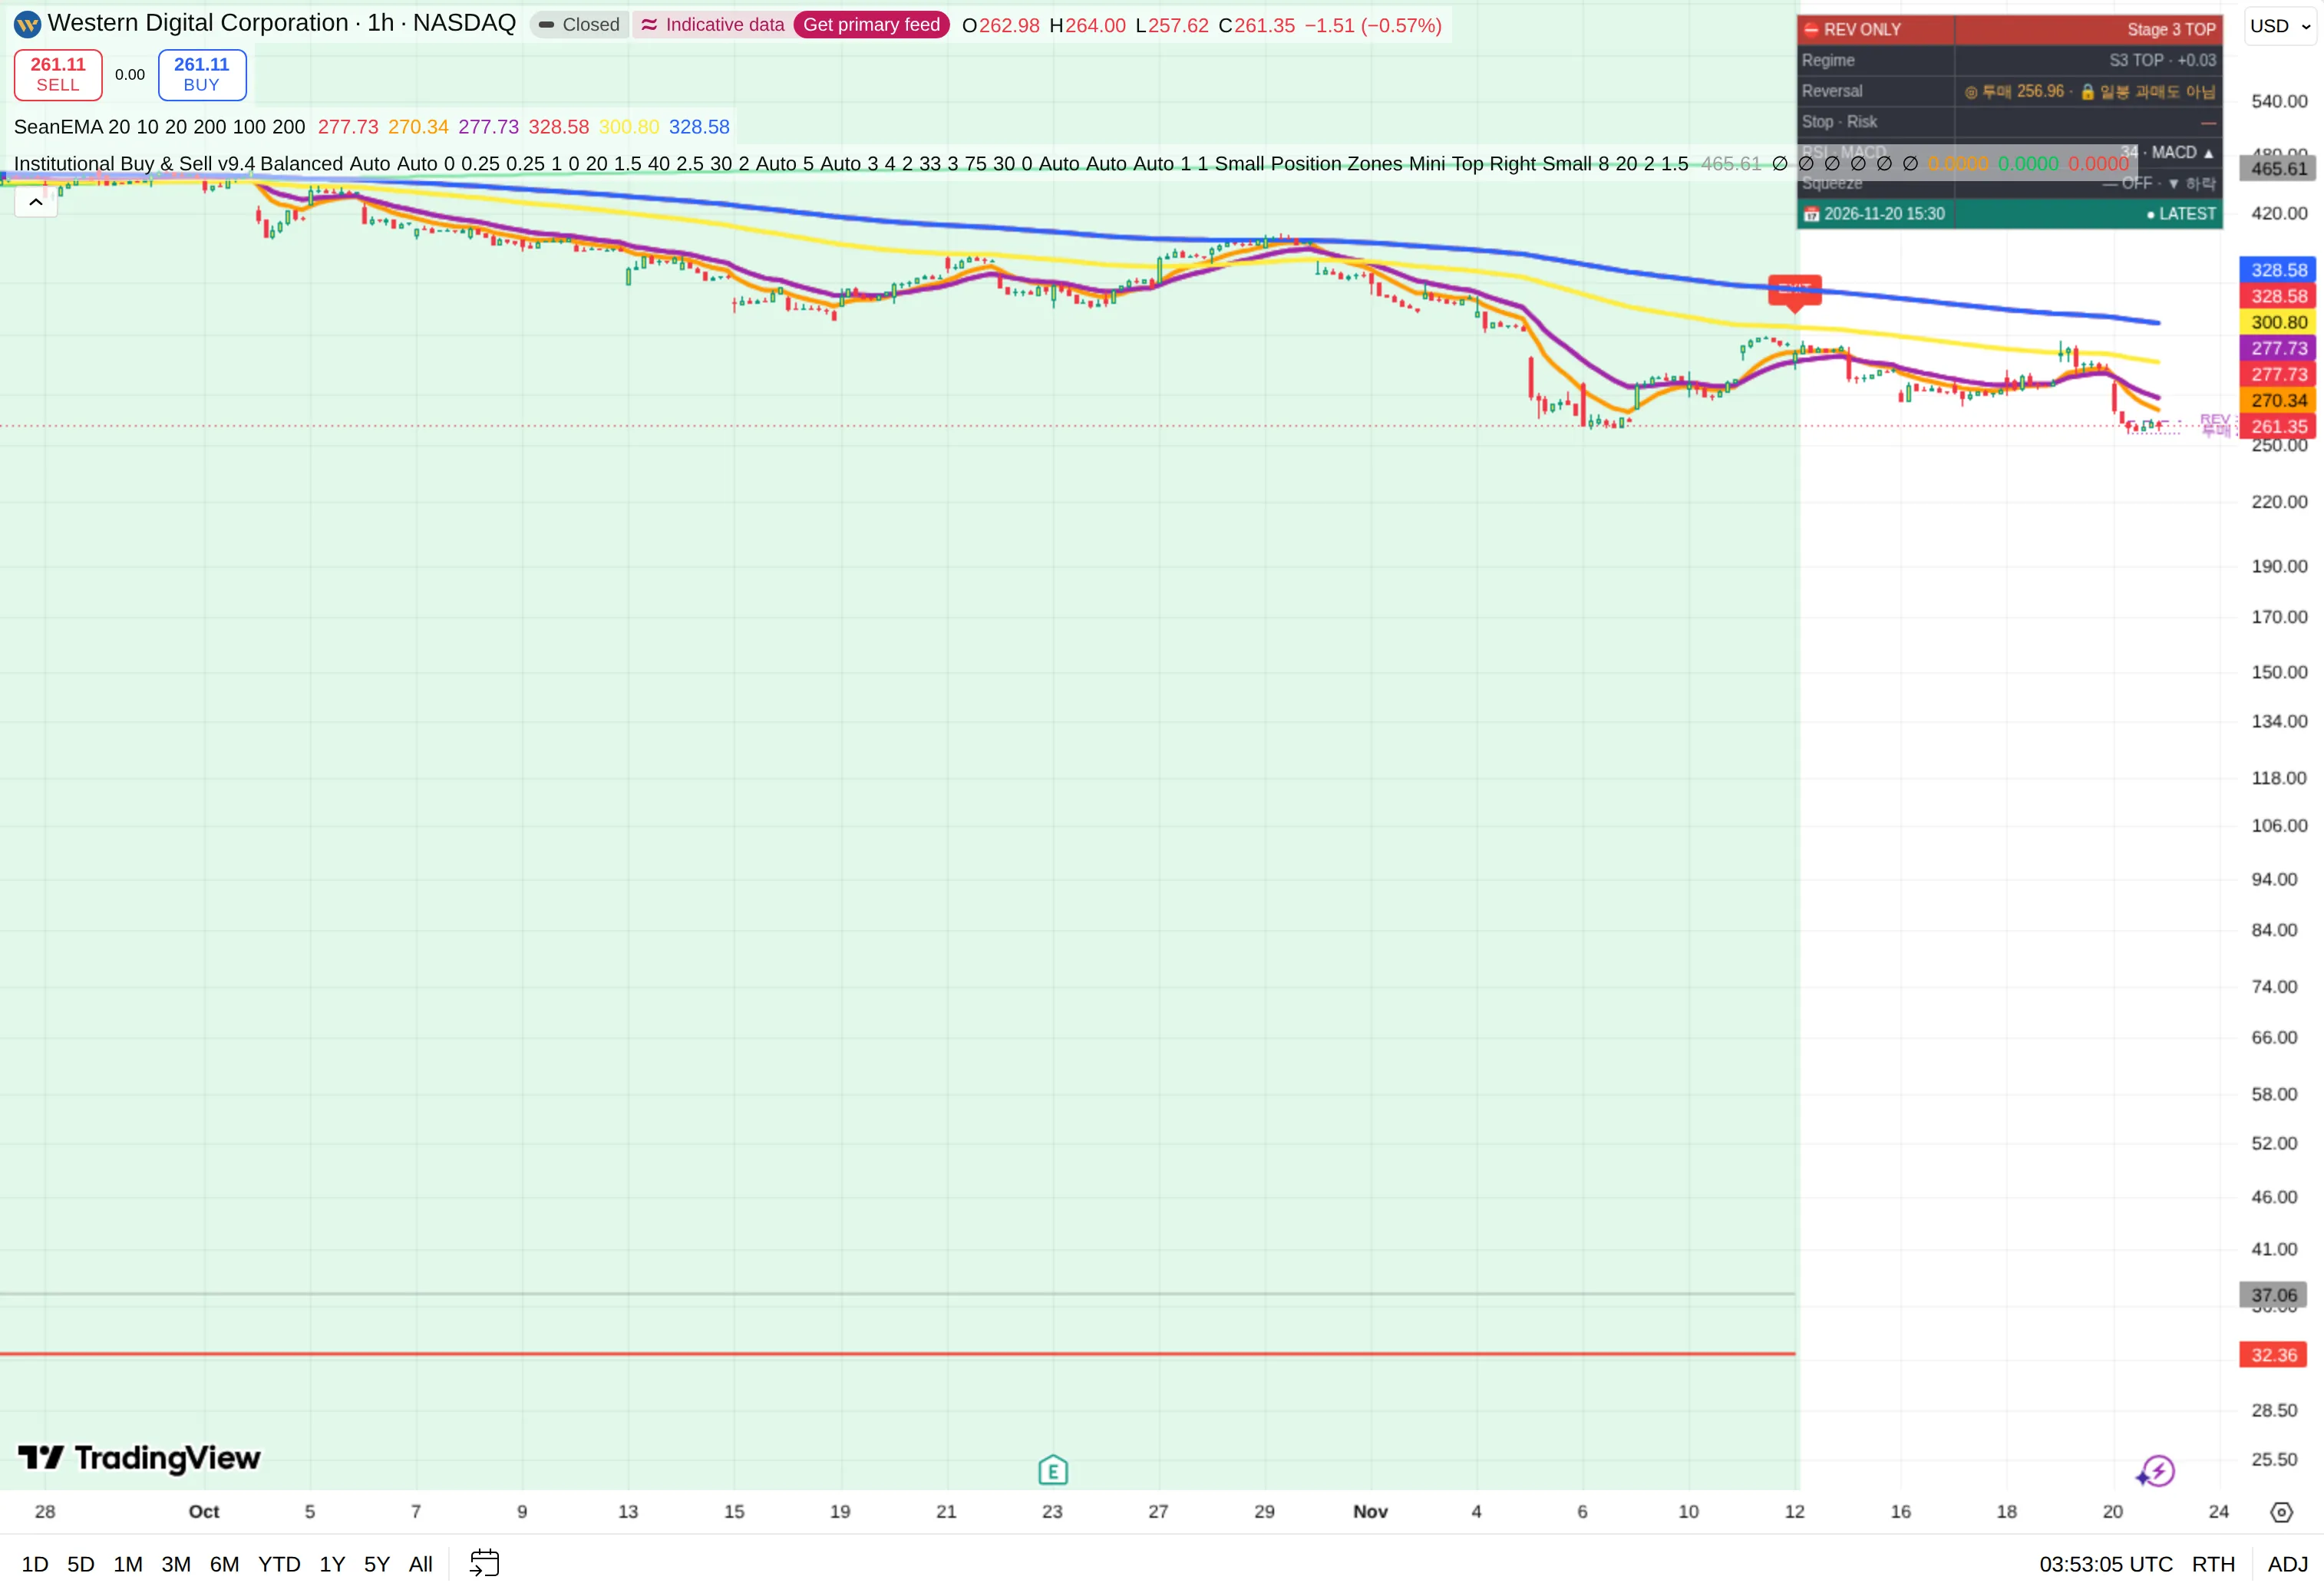 Western Digital Corporation · 1h · NASDAQ Closed Indicative data Get primary feed O262.98 H264.00 L257.62 C261.35 −1.51 (−0.57%)
261.11 SELL 0.00 261.11 BUY
SeanEMA 20 10 20 200 100 200 277.73 270.34 277.73 328.58 300.80 328.58
Institutional Buy & Sell v9.4 Balanced Auto Auto 0 0.25 0.25 1 0 20 1.5 40 2.5 30 2 Auto 5 Auto 3 4 2 33 3 75 30 0 Auto Auto Auto 1 1 Small Position Zones Mini Top Right Small 8 20 2 1.5 465.61 ∅ ∅ ∅ ∅ ∅ ∅ 0.0000 0.0000 0.0000
REV ONLY Stage 3 TOP
Regime S3 TOP · +0.03
Reversal ◎ 투매 256.96 · 🔒 일봉 과매도 아님
Stop · Risk —
RSI · MACD 34 · MACD ▲
Squeeze — OFF · ▼ 하락
2026-11-20 15:30 ● LATEST
USD
540.00
480.00
465.61
420.00
328.58
328.58
300.80
277.73
277.73
270.34
261.35
250.00
220.00
190.00
170.00
150.00
134.00
118.00
106.00
94.00
84.00
74.00
66.00
58.00
52.00
46.00
41.00
37.06
32.36
28.50
25.50
REV
투매
E
TradingView
28 Oct 5 7 9 13 15 19 21 23 27 29 Nov 4 6 10 12 16 18 20 24
1D 5D 1M 3M 6M YTD 1Y 5Y All
03:53:05 UTC RTH ADJ